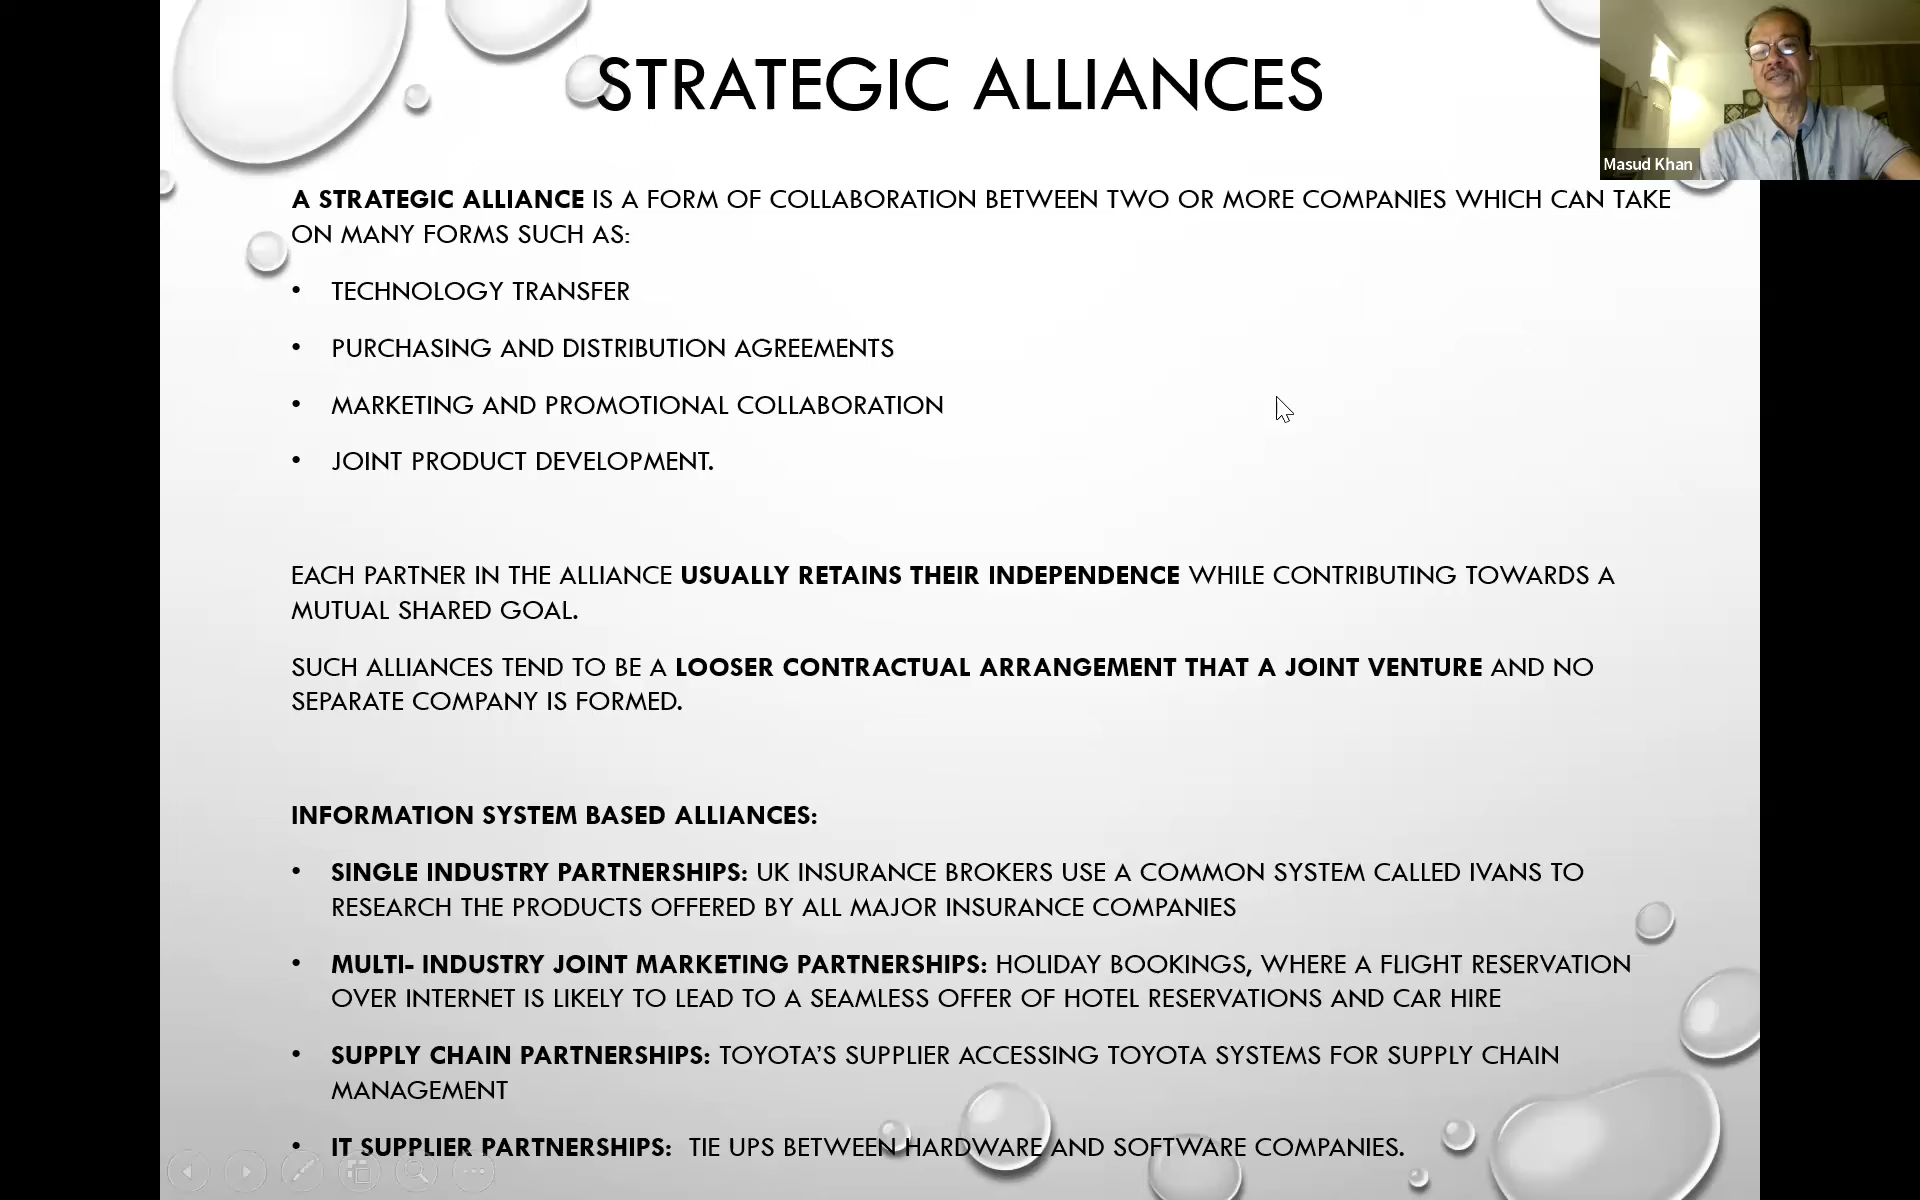 STRATEGIC ALLIANCES
Masud Khan
A STRATEGIC ALLIANCE IS A FORM OF COLLABORATION BETWEEN TWO OR MORE COMPANIES WHICH CAN TAKE
ON MANY FORMS SUCH AS:
• TECHNOLOGY TRANSFER
• PURCHASING AND DISTRIBUTION AGREEMENTS
• MARKETING AND PROMOTIONAL COLLABORATION
• JOINT PRODUCT DEVELOPMENT.
EACH PARTNER IN THE ALLIANCE USUALLY RETAINS THEIR INDEPENDENCE WHILE CONTRIBUTING TOWARDS A
MUTUAL SHARED GOAL.
SUCH ALLIANCES TEND TO BE A LOOSER CONTRACTUAL ARRANGEMENT THAT A JOINT VENTURE AND NO
SEPARATE COMPANY IS FORMED.
INFORMATION SYSTEM BASED ALLIANCES:
• SINGLE INDUSTRY PARTNERSHIPS: UK INSURANCE BROKERS USE A COMMON SYSTEM CALLED IVANS TO
RESEARCH THE PRODUCTS OFFERED BY ALL MAJOR INSURANCE COMPANIES
• MULTI- INDUSTRY JOINT MARKETING PARTNERSHIPS: HOLIDAY BOOKINGS, WHERE A FLIGHT RESERVATION
OVER INTERNET IS LIKELY TO LEAD TO A SEAMLESS OFFER OF HOTEL RESERVATIONS AND CAR HIRE
• SUPPLY CHAIN PARTNERSHIPS: TOYOTA’S SUPPLIER ACCESSING TOYOTA SYSTEMS FOR SUPPLY CHAIN
MANAGEMENT
• IT SUPPLIER PARTNERSHIPS: TIE UPS BETWEEN HARDWARE AND SOFTWARE COMPANIES.